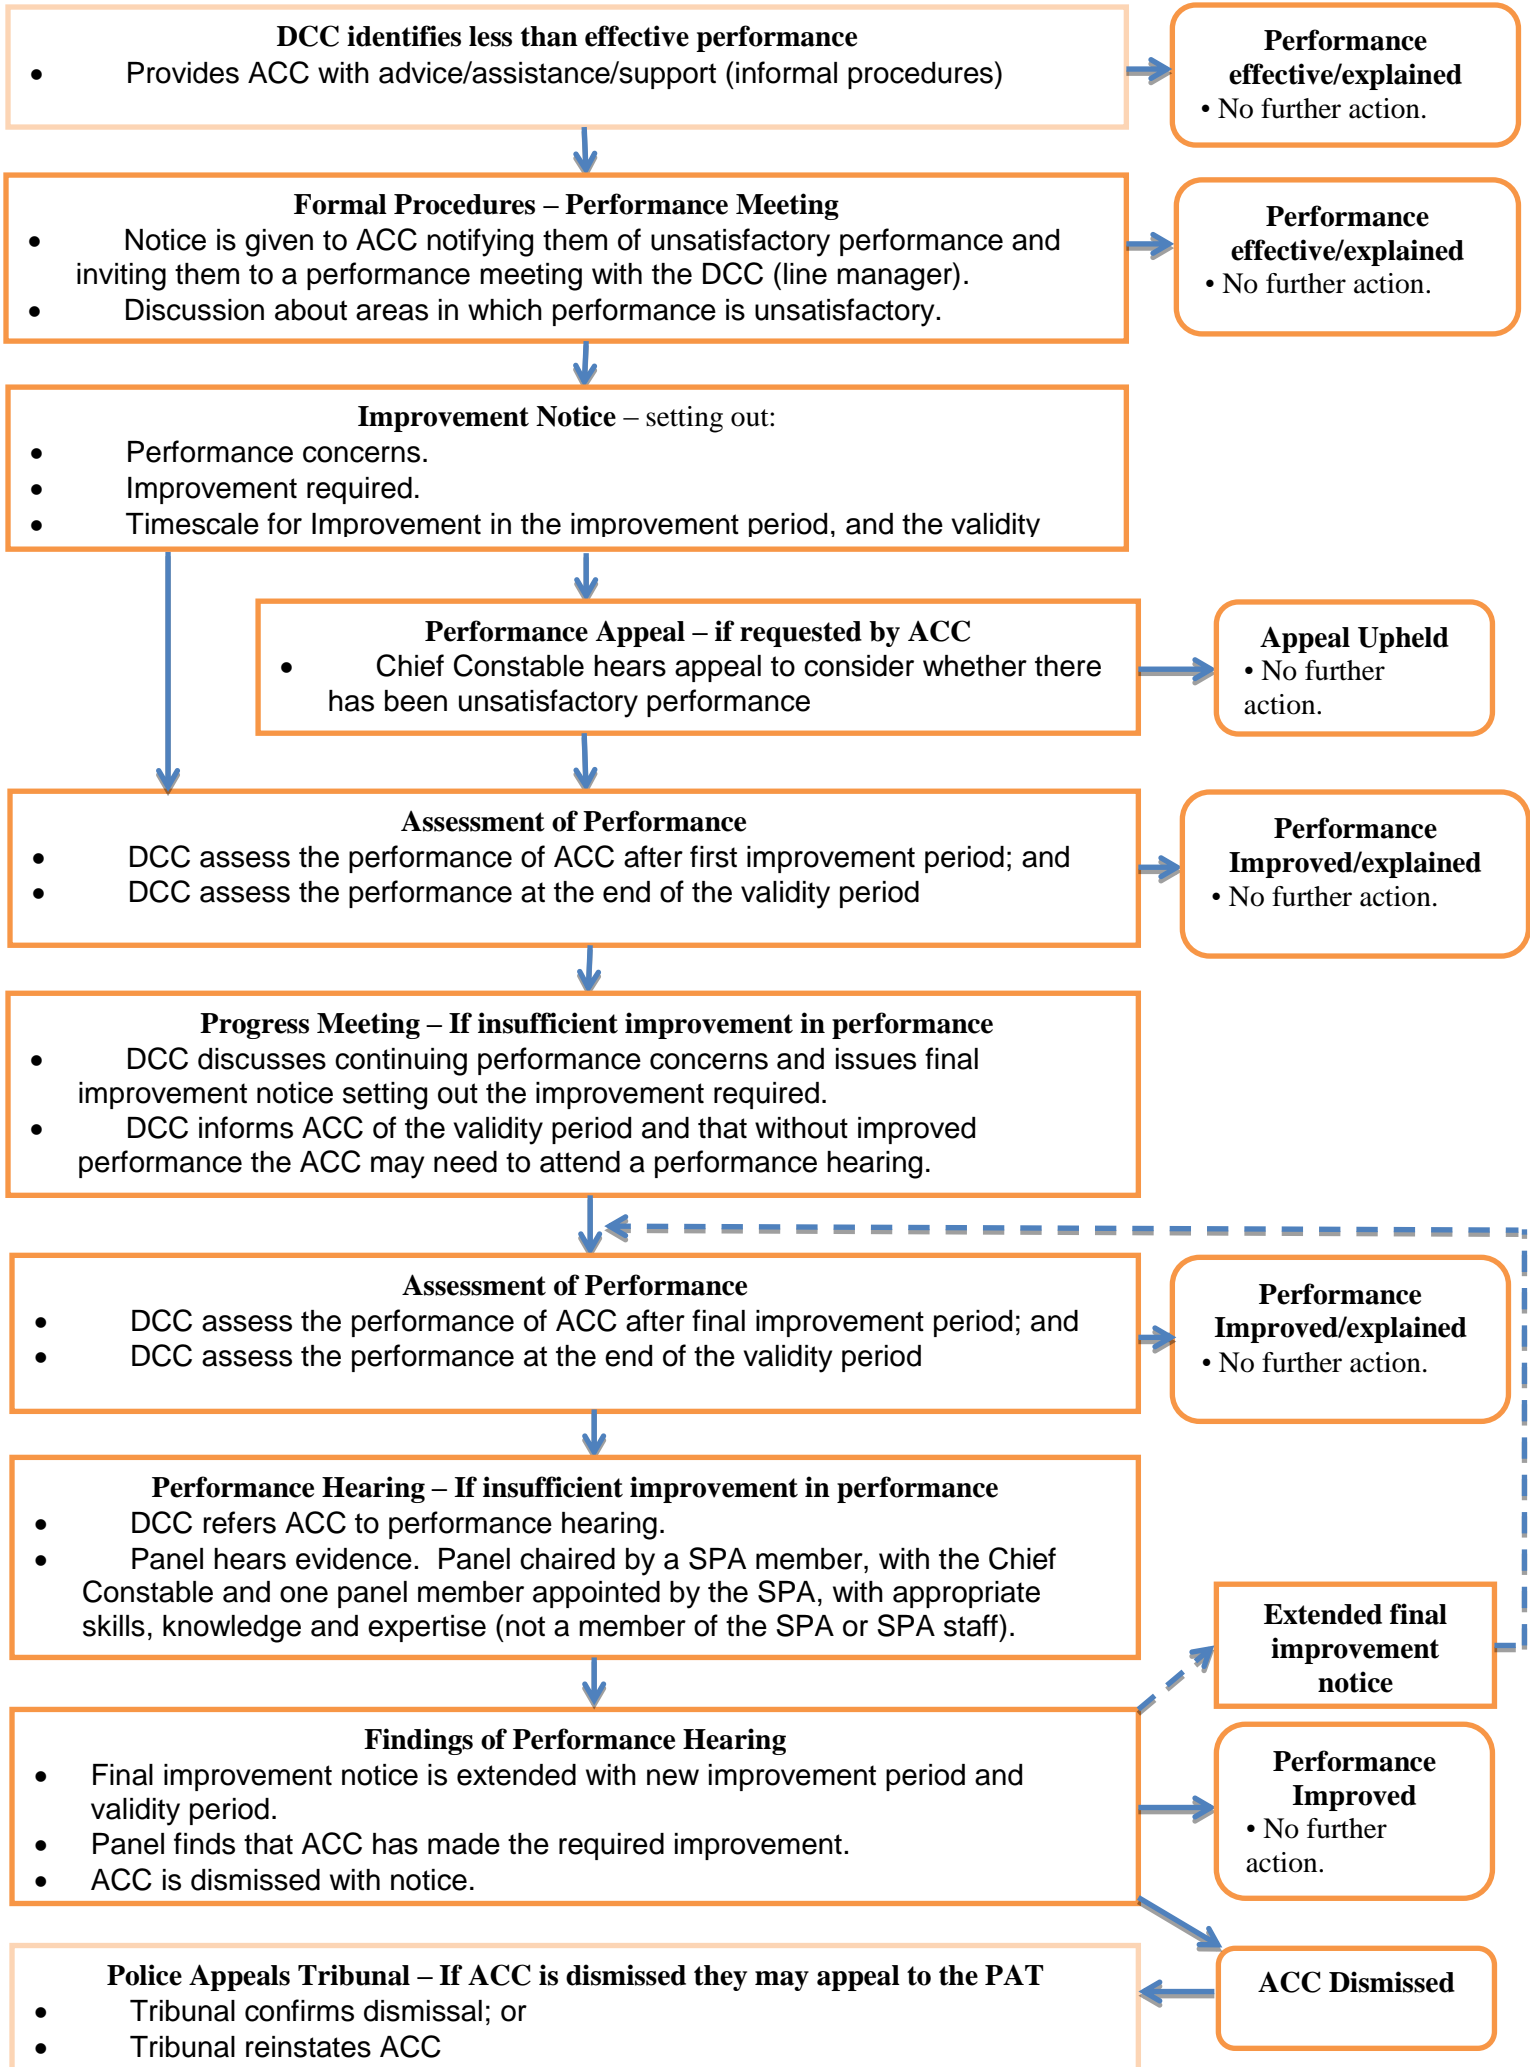 DCC identifies less than effective performance
• Provides ACC with advice/assistance/support (informal procedures)
Performance
effective/explained
• No further action.
Formal Procedures – Performance Meeting
• Notice is given to ACC notifying them of unsatisfactory performance and
inviting them to a performance meeting with the DCC (line manager).
• Discussion about areas in which performance is unsatisfactory.
Performance
effective/explained
• No further action.
Improvement Notice – setting out:
• Performance concerns.
• Improvement required.
• Timescale for Improvement in the improvement period, and the validity
Performance Appeal – if requested by ACC
• Chief Constable hears appeal to consider whether there
has been unsatisfactory performance
Appeal Upheld
• No further
action.
Assessment of Performance
• DCC assess the performance of ACC after first improvement period; and
• DCC assess the performance at the end of the validity period
Performance
Improved/explained
• No further action.
Progress Meeting – If insufficient improvement in performance
• DCC discusses continuing performance concerns and issues final
improvement notice setting out the improvement required.
• DCC informs ACC of the validity period and that without improved
performance the ACC may need to attend a performance hearing.
Assessment of Performance
• DCC assess the performance of ACC after final improvement period; and
• DCC assess the performance at the end of the validity period
Performance
Improved/explained
• No further action.
Performance Hearing – If insufficient improvement in performance
• DCC refers ACC to performance hearing.
• Panel hears evidence.  Panel chaired by a SPA member, with the Chief
Constable and one panel member appointed by the SPA, with appropriate
skills, knowledge and expertise (not a member of the SPA or SPA staff).
Extended final
improvement
notice
Findings of Performance Hearing
• Final improvement notice is extended with new improvement period and
validity period.
• Panel finds that ACC has made the required improvement.
• ACC is dismissed with notice.
Performance
Improved
• No further
action.
Police Appeals Tribunal – If ACC is dismissed they may appeal to the PAT
• Tribunal confirms dismissal; or
• Tribunal reinstates ACC
ACC Dismissed